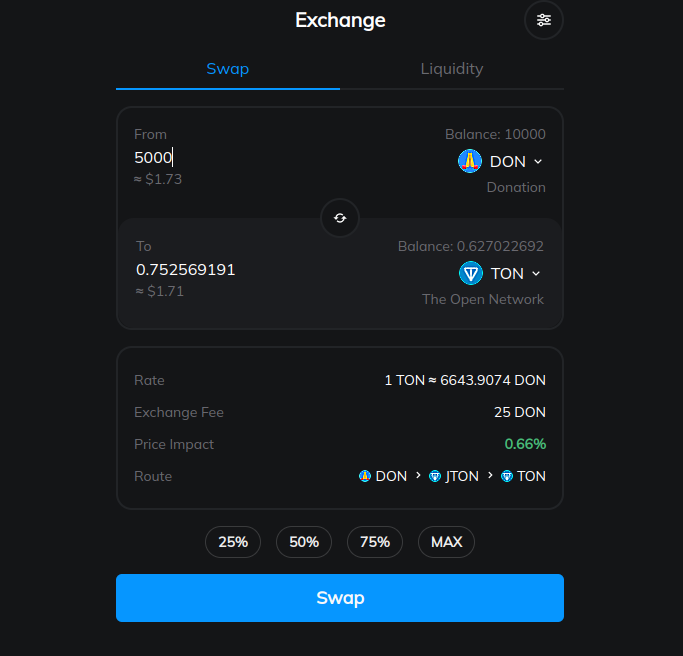 Exchange
Swap Liquidity
From Balance: 10000
5000 DON
≈ $1.73 Donation
To Balance: 0.627022692
0.752569191 TON
≈ $1.71 The Open Network
Rate 1 TON ≈ 6643.9074 DON
Exchange Fee 25 DON
Price Impact 0.66%
Route DON > JTON > TON
25% 50% 75% MAX
Swap